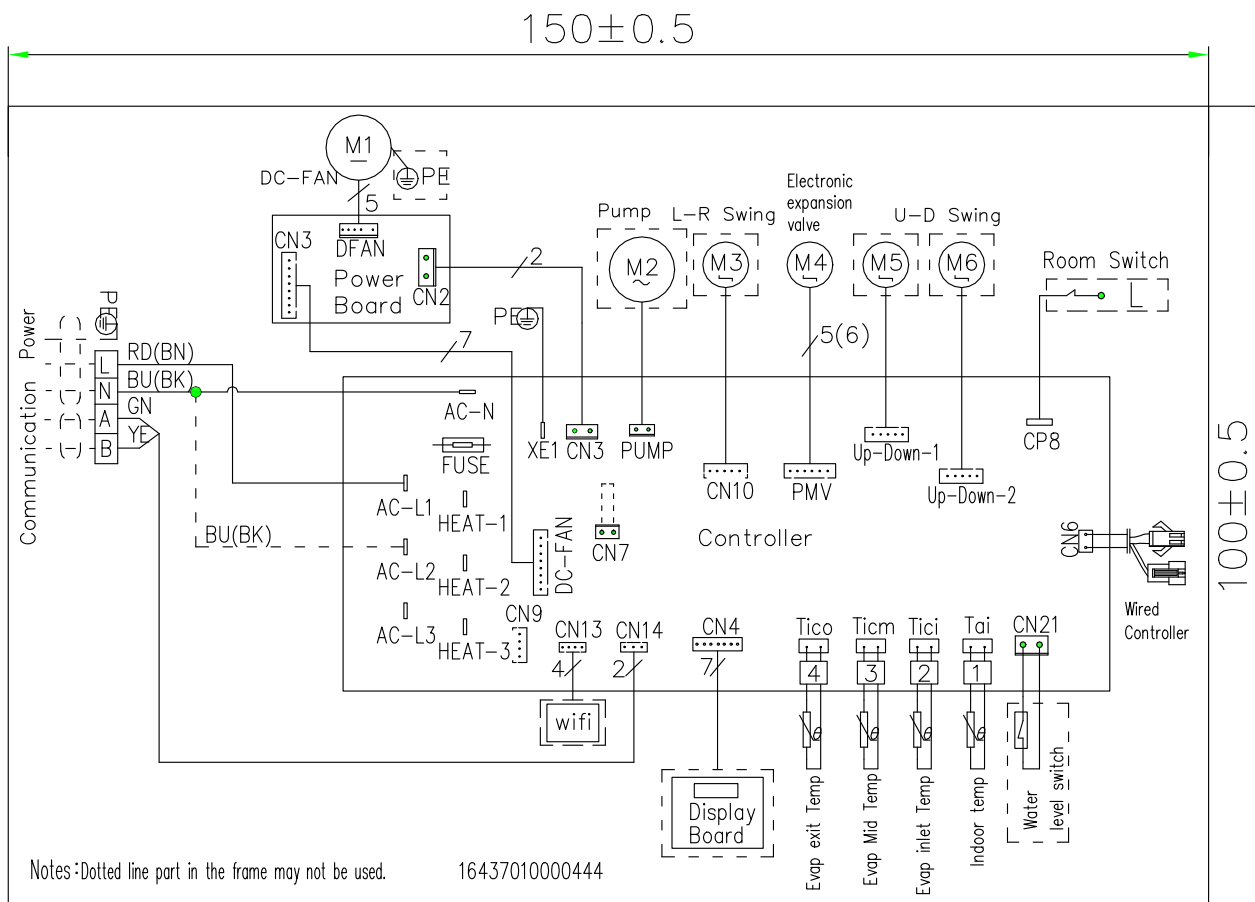 150±0.5
M1
DC-FAN
PE
5
CN3
DFAN
Power
Board
CN2
2
7
Pump
M2
~
L-R Swing
M3
Electronic
expansion
valve
M4
5(6)
U-D Swing
M5
M6
Room Switch
L
PE
PE
Power
Communication
L
N
A
B
RD(BN)
BU(BK)
GN
YE
BU(BK)
AC-N
FUSE
XE1
CN3
PUMP
CN10
PMV
Up-Down-1
Up-Down-2
CP8
AC-L1
HEAT-1
AC-L2
HEAT-2
AC-L3
HEAT-3
DC-FAN
CN7
Controller
CN6
Wired
Controller
100±0.5
CN9
CN13
4
wifi
CN14
2
CN4
7
Display
Board
Tico
Ticm
Tici
Tai
CN21
4
3
2
1
θ
θ
θ
θ
Evap exit Temp
Evap Mid Temp
Evap inlet Temp
Indoor temp
Water
level switch
Notes:Dotted line part in the frame may not be used.
16437010000444